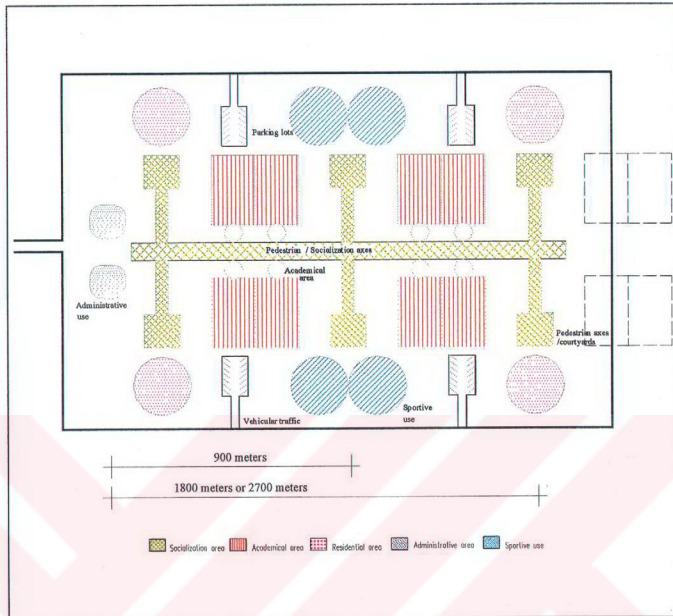 Parking lots
Pedestrian / Socialization axes
Academical
area
Administrative
use
Pedestrian axes
/courtyarda
Sportive
use
Vehicular traffic
900 meters
1800 meters or 2700 meters
Socialization area
Academical area
Residential area
Administrative area
Sportive use